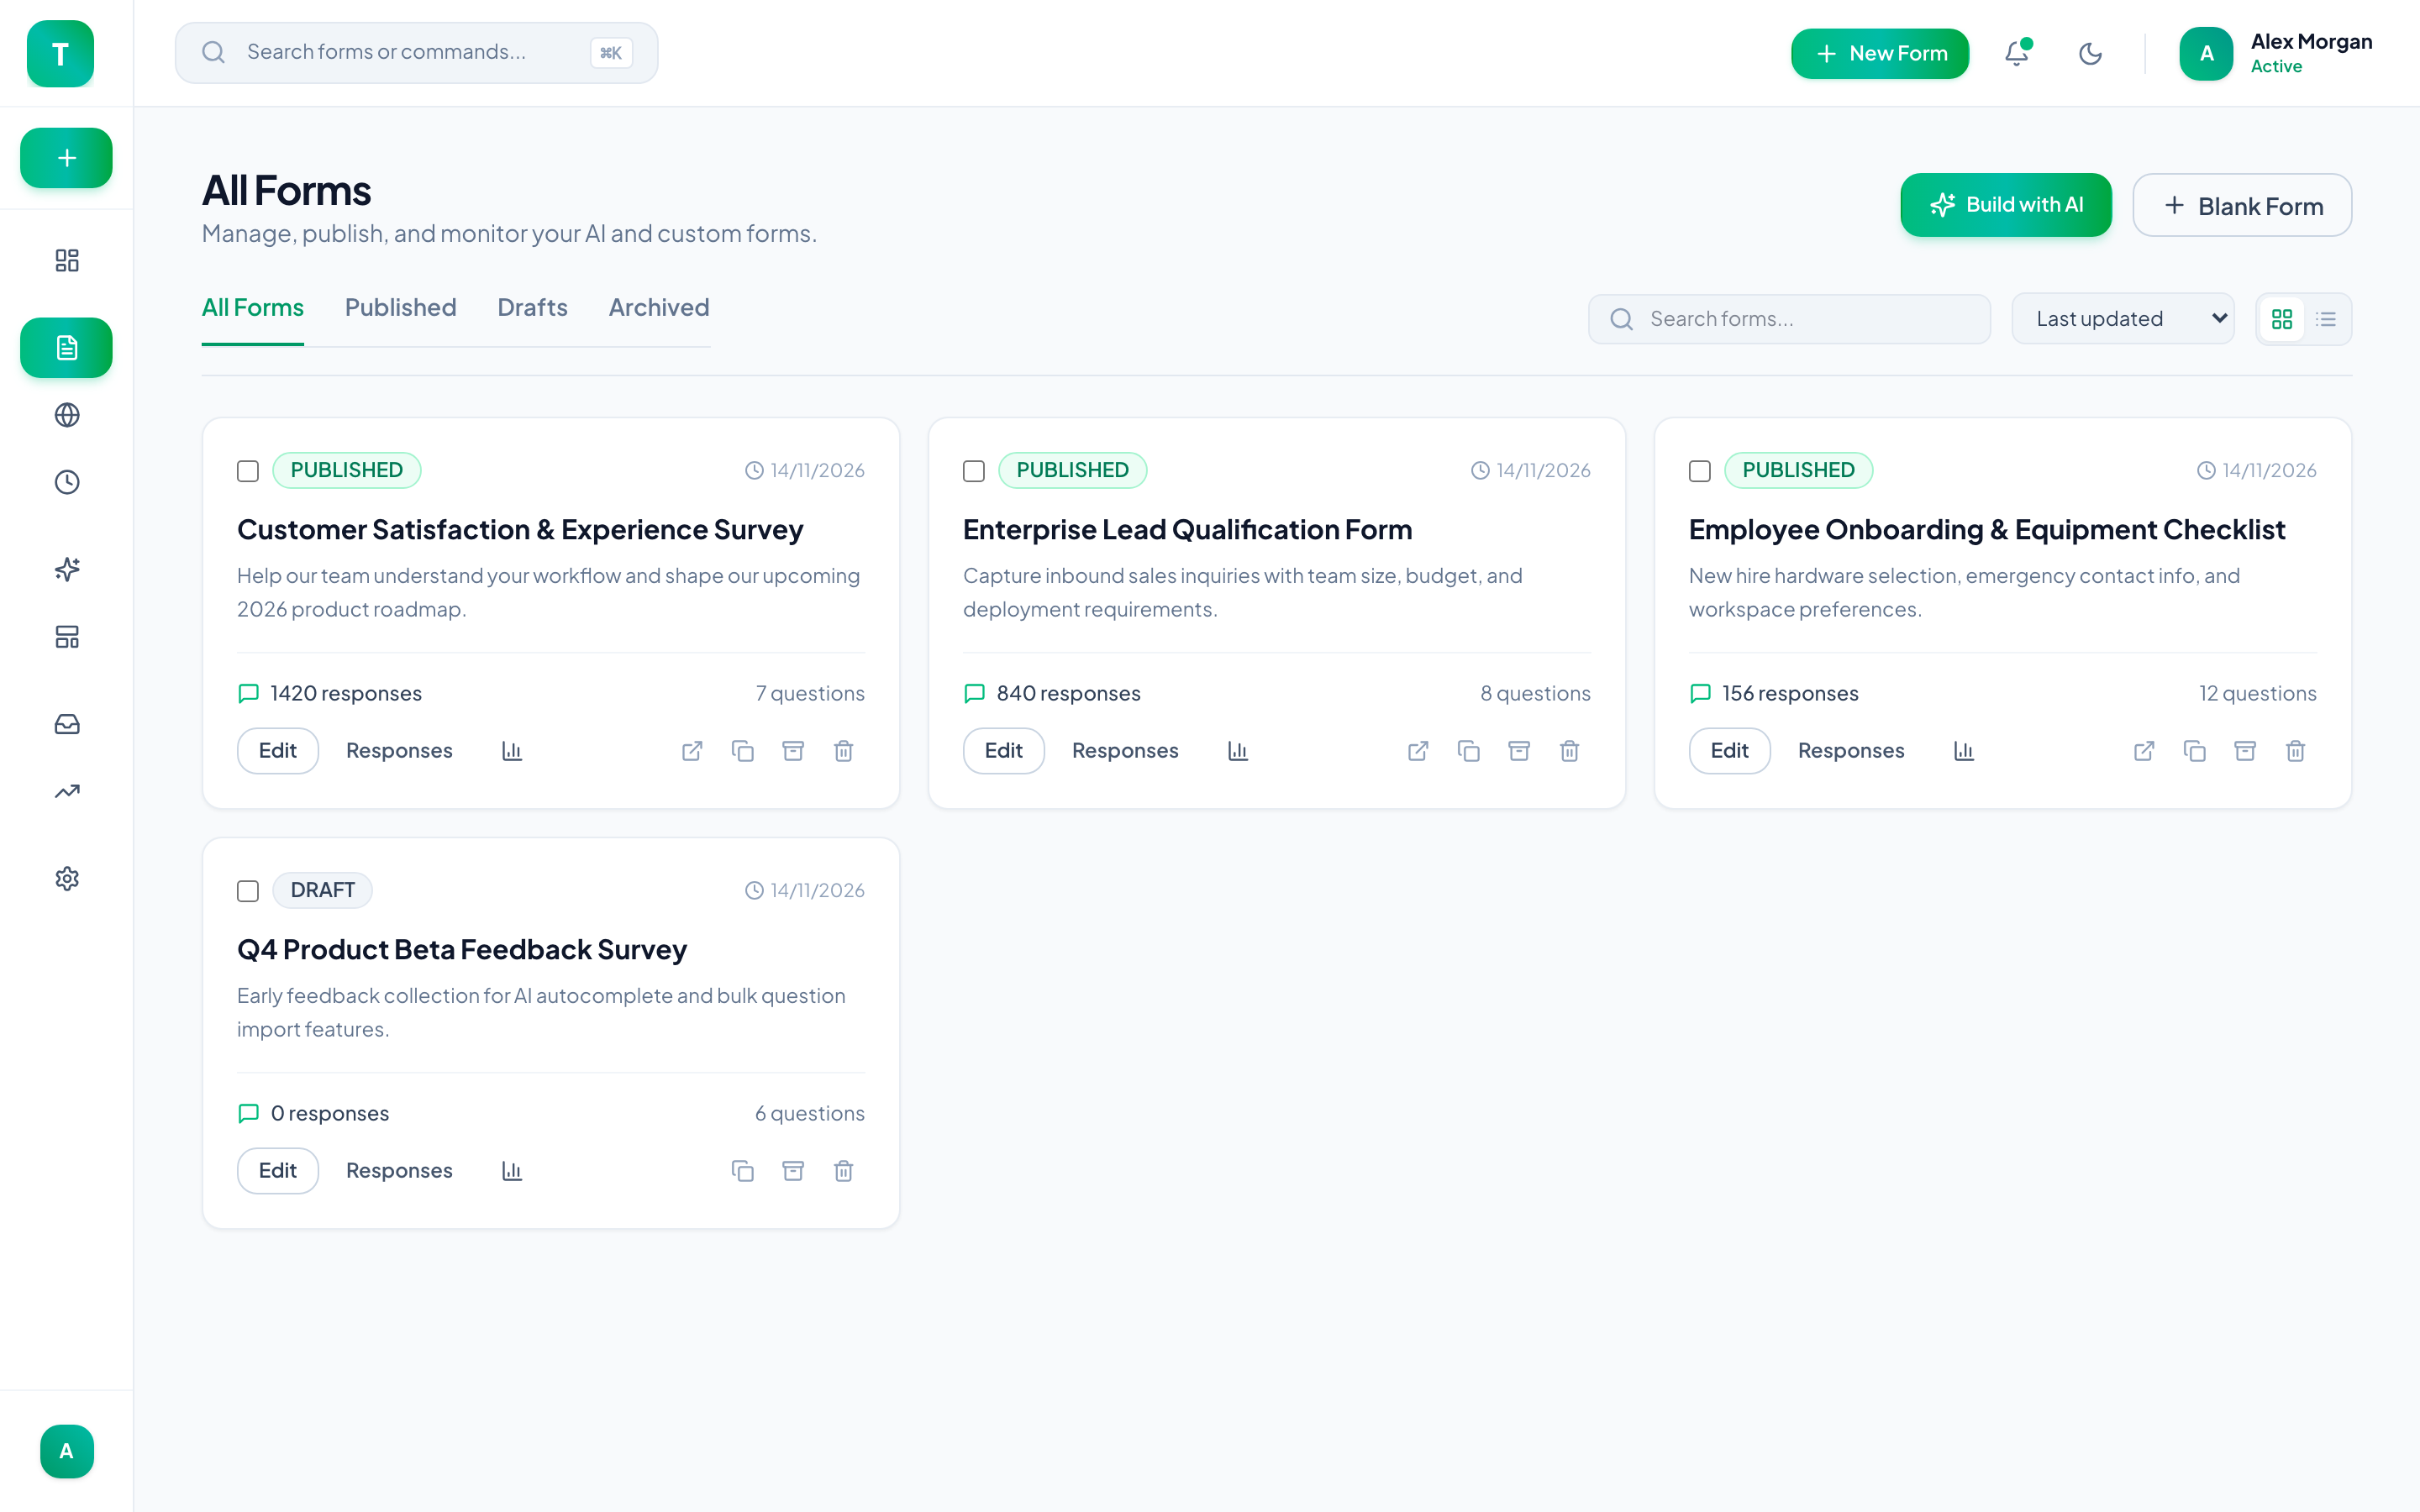 T
Search forms or commands...
⌘K
New Form
A
Alex Morgan
Active
All Forms
Manage, publish, and monitor your AI and custom forms.
Build with AI
Blank Form
All Forms
Published
Drafts
Archived
Search forms...
Last updated
PUBLISHED
14/11/2026
Customer Satisfaction & Experience Survey
Help our team understand your workflow and shape our upcoming
2026 product roadmap.
1420 responses
7 questions
Edit
Responses
PUBLISHED
14/11/2026
Enterprise Lead Qualification Form
Capture inbound sales inquiries with team size, budget, and
deployment requirements.
840 responses
8 questions
Edit
Responses
PUBLISHED
14/11/2026
Employee Onboarding & Equipment Checklist
New hire hardware selection, emergency contact info, and
workspace preferences.
156 responses
12 questions
Edit
Responses
DRAFT
14/11/2026
Q4 Product Beta Feedback Survey
Early feedback collection for AI autocomplete and bulk question
import features.
0 responses
6 questions
Edit
Responses
A